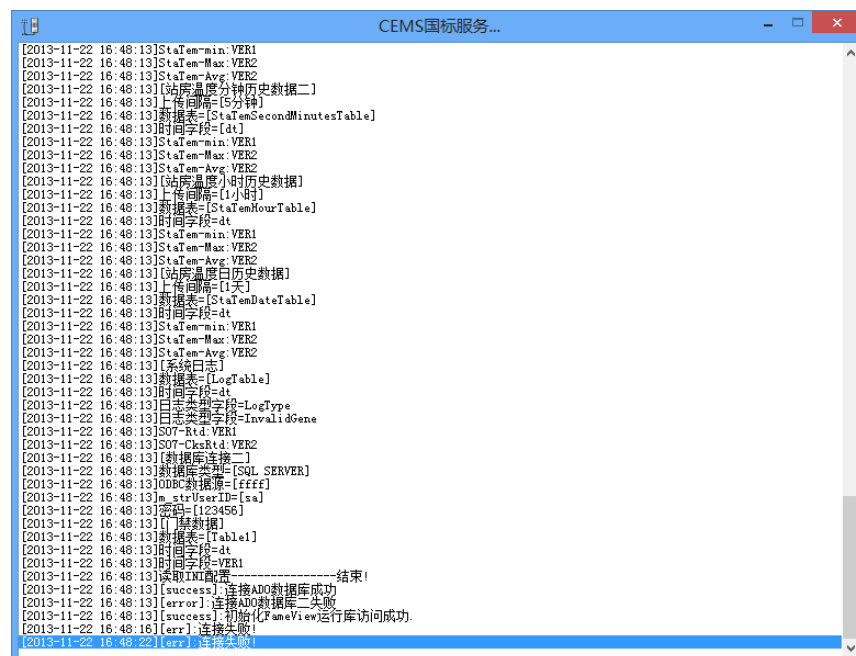 CEMS国标服务...
[2013-11-22 16:48:13]StaTem-min:VER1
[2013-11-22 16:48:13]StaTem-Max:VER2
[2013-11-22 16:48:13]StaTem-Avg:VER2
[2013-11-22 16:48:13][站房温度分钟历史数据二]
[2013-11-22 16:48:13]上传间隔=[5分钟]
[2013-11-22 16:48:13]数据表=[StaTemSecondMinutesTable]
[2013-11-22 16:48:13]时间字段=[dt]
[2013-11-22 16:48:13]StaTem-min:VER1
[2013-11-22 16:48:13]StaTem-Max:VER2
[2013-11-22 16:48:13]StaTem-Avg:VER2
[2013-11-22 16:48:13][站房温度小时历史数据]
[2013-11-22 16:48:13]上传间隔=[1小时]
[2013-11-22 16:48:13]数据表=[StaTemHourTable]
[2013-11-22 16:48:13]时间字段=dt
[2013-11-22 16:48:13]StaTem-min:VER1
[2013-11-22 16:48:13]StaTem-Max:VER2
[2013-11-22 16:48:13]StaTem-Avg:VER2
[2013-11-22 16:48:13][站房温度日历史数据]
[2013-11-22 16:48:13]上传间隔=[1天]
[2013-11-22 16:48:13]数据表=[StaTemDateTable]
[2013-11-22 16:48:13]时间字段=dt
[2013-11-22 16:48:13]StaTem-min:VER1
[2013-11-22 16:48:13]StaTem-Max:VER2
[2013-11-22 16:48:13]StaTem-Avg:VER2
[2013-11-22 16:48:13][系统日志]
[2013-11-22 16:48:13]数据表=[LogTable]
[2013-11-22 16:48:13]时间字段=dt
[2013-11-22 16:48:13]日志类型字段=LogType
[2013-11-22 16:48:13]日志类型字段=InvalidGene
[2013-11-22 16:48:13]S07-Rtd:VER1
[2013-11-22 16:48:13]S07-CksRtd:VER2
[2013-11-22 16:48:13][数据库连接二]
[2013-11-22 16:48:13]数据库类型=[SQL SERVER]
[2013-11-22 16:48:13]ODBC数据源=[ffff]
[2013-11-22 16:48:13]m_strUserID=[sa]
[2013-11-22 16:48:13]密码=[123456]
[2013-11-22 16:48:13][门禁数据]
[2013-11-22 16:48:13]数据表=[Table1]
[2013-11-22 16:48:13]时间字段=dt
[2013-11-22 16:48:13]时间字段=VER1
[2013-11-22 16:48:13]读取INI配置----------------结束!
[2013-11-22 16:48:13][success]:连接ADO数据库成功
[2013-11-22 16:48:13][error]:连接ADO数据库二失败
[2013-11-22 16:48:13][success]:初始化FameView运行库访问成功.
[2013-11-22 16:48:16][err]:连接失败!
[2013-11-22 16:48:22][err]:连接失败!